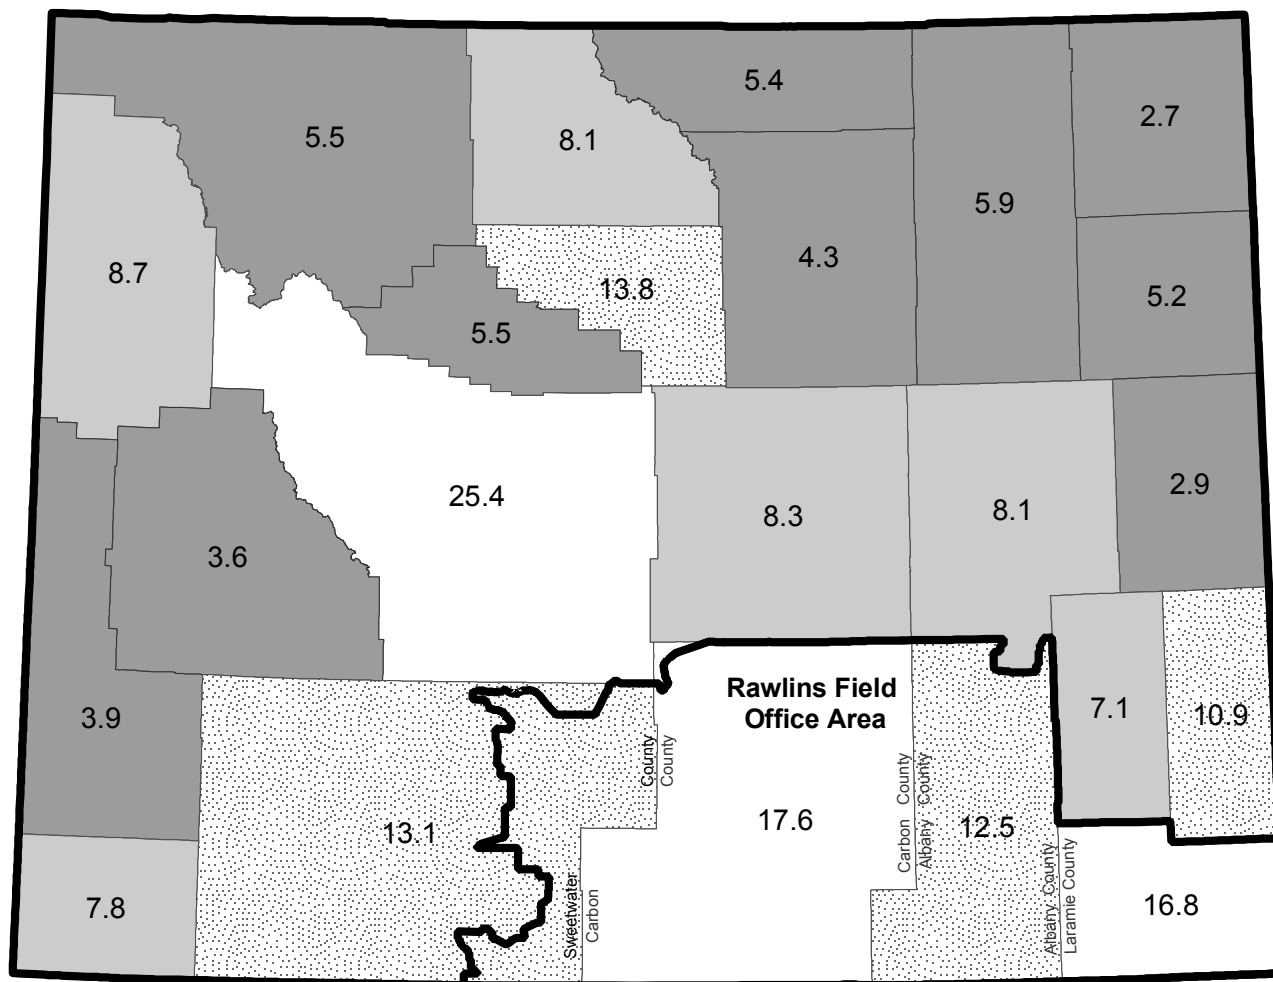 5.4
2.7
5.5
8.1
5.9
4.3
8.7
13.8
5.2
5.5
25.4
2.9
8.3
8.1
3.6
Rawlins Field
Office Area
3.9
7.1
10.9
Sweetwater County
Carbon County
17.6
Carbon County
Albany County
13.1
12.5
Albany County
Laramie County
7.8
16.8